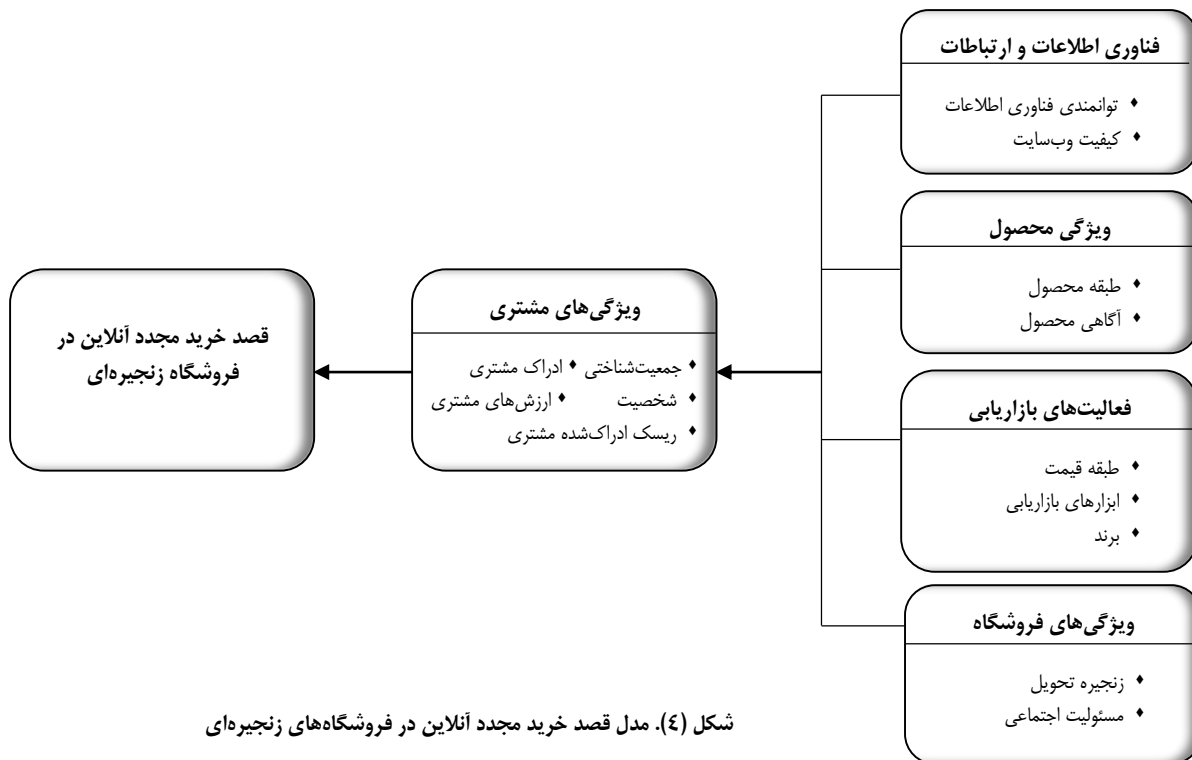 فناوری اطلاعات و ارتباطات
♦ توانمندی فناوری اطلاعات
♦ کیفیت وب‌سایت
ویژگی محصول
♦ طبقه محصول
♦ آگاهی محصول
فعالیت‌های بازاریابی
♦ طبقه قیمت
♦ ابزارهای بازاریابی
♦ برند
ویژگی‌های فروشگاه
♦ زنجیره تحویل
♦ مسئولیت اجتماعی
ویژگی‌های مشتری
♦ جمعیت‌شناختی ♦ ادراک مشتری
♦ شخصیت ♦ ارزش‌های مشتری
♦ ریسک ادراک‌شده مشتری
قصد خرید مجدد آنلاین در
فروشگاه زنجیره‌ای
شکل (٤). مدل قصد خرید مجدد آنلاین در فروشگاه‌های زنجیره‌ای